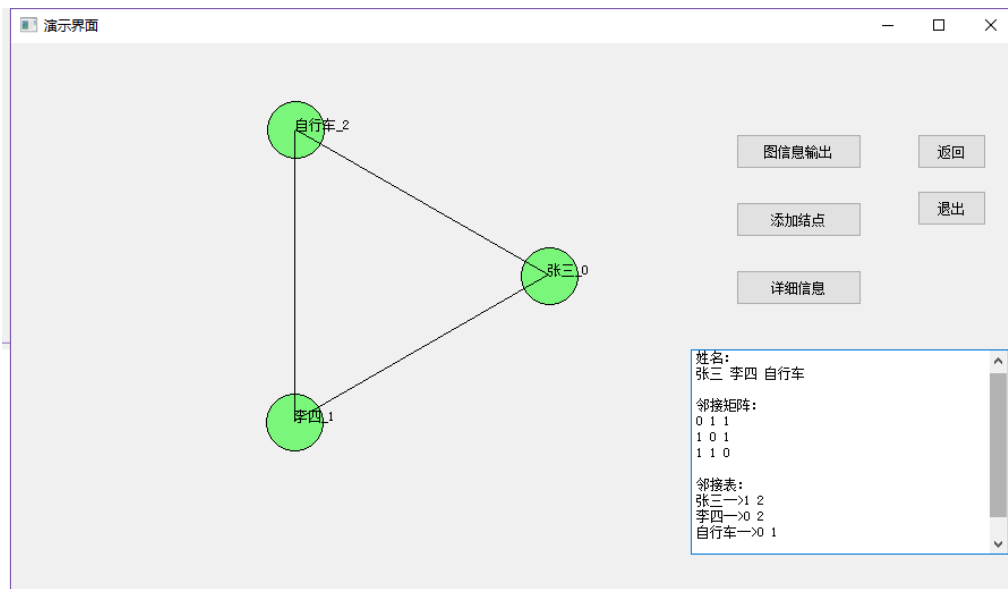 演示界面
自行车_2
张三_0
李四_1
图信息输出
返回
添加结点
退出
详细信息
姓名:
张三 李四 自行车
邻接矩阵:
0 1 1
1 0 1
1 1 0
邻接表:
张三—>1 2
李四—>0 2
自行车—>0 1